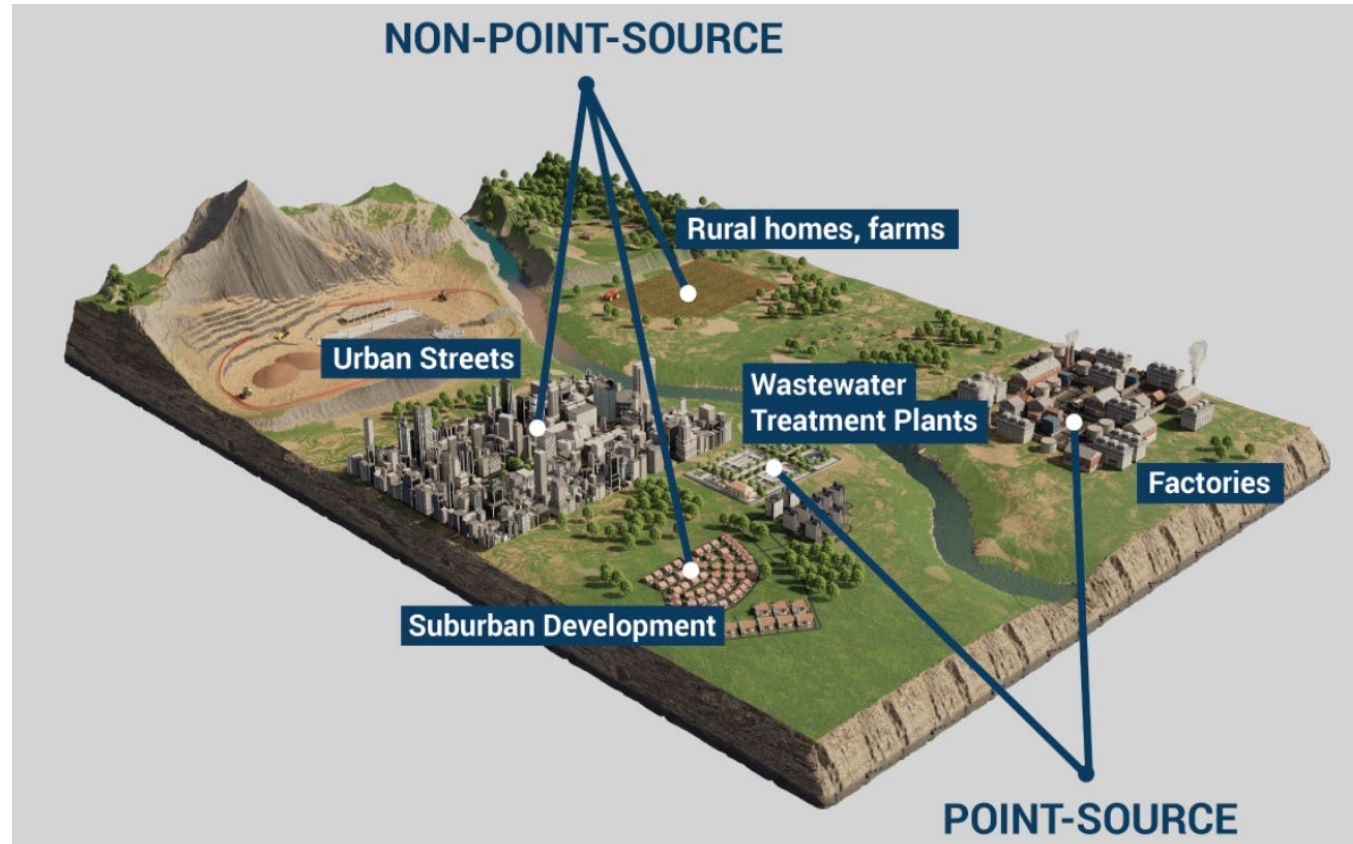 NON-POINT-SOURCE
Rural homes, farms
Urban Streets
Wastewater
Treatment Plants
Factories
Suburban Development
POINT-SOURCE